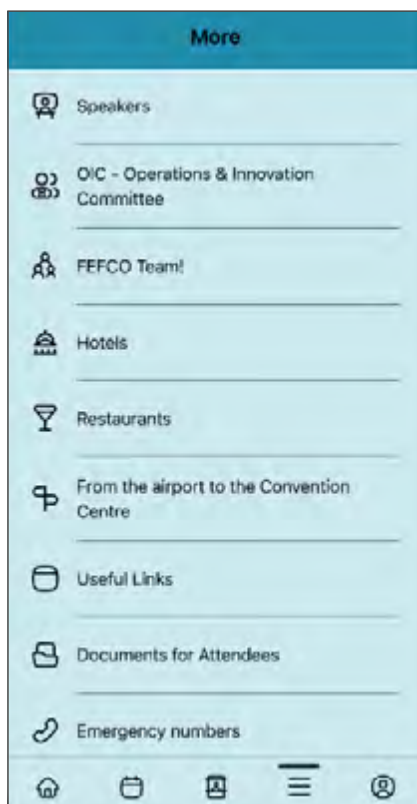 More
Speakers
OIC - Operations & Innovation
Committee
FEFCO Team!
Hotels
Restaurants
From the airport to the Convention
Centre
Useful Links
Documents for Attendees
Emergency numbers